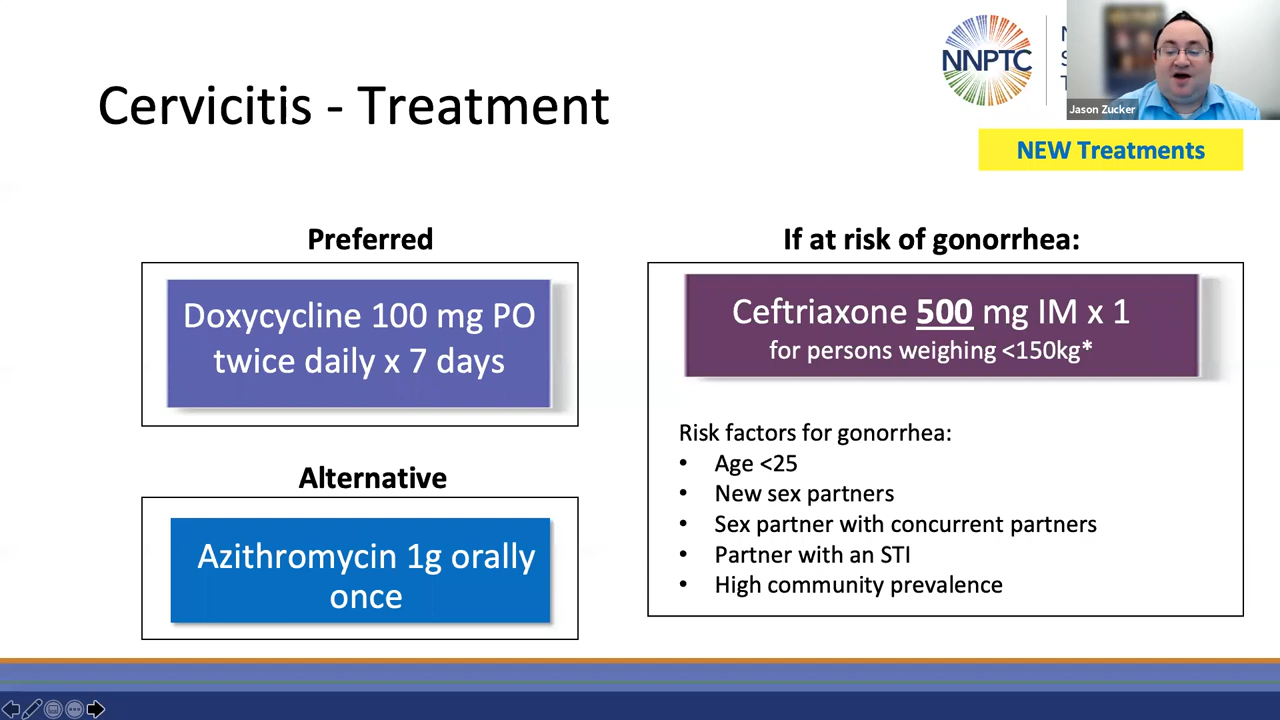 Cervicitis - Treatment
NNPTC
N
S
T
Jason Zucker
NEW Treatments
Preferred
Doxycycline 100 mg PO
twice daily x 7 days
Alternative
Azithromycin 1g orally
once
If at risk of gonorrhea:
Ceftriaxone 500 mg IM x 1
for persons weighing <150kg*
Risk factors for gonorrhea:
• Age <25
• New sex partners
• Sex partner with concurrent partners
• Partner with an STI
• High community prevalence